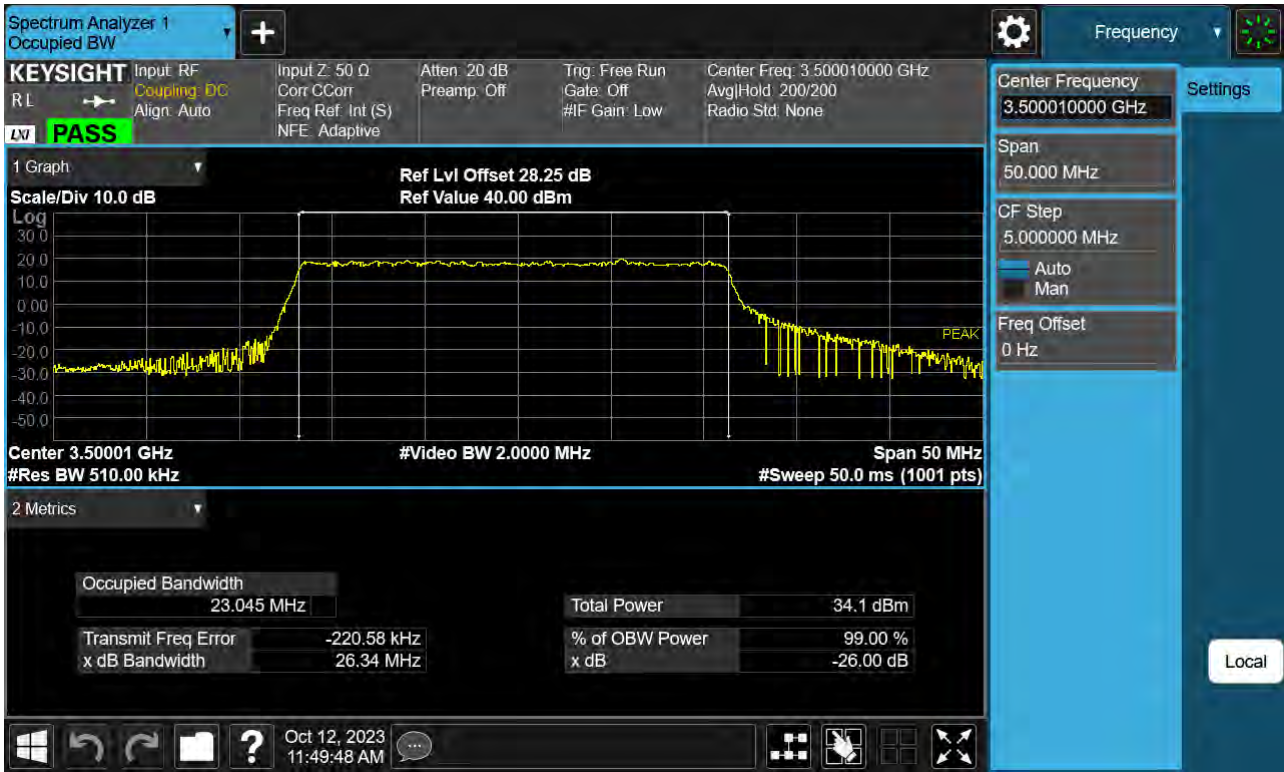 Spectrum Analyzer 1
Occupied BW
+
Frequency
KEYSIGHT
RL
LXI
PASS
Input: RF
Coupling: DC
Align: Auto
Input Z: 50 Ω
Corr CCorr
Freq Ref: Int (S)
NFE: Adaptive
Atten: 20 dB
Preamp: Off
Trig: Free Run
Gate: Off
#IF Gain: Low
Center Freq: 3.500010000 GHz
Avg|Hold: 200/200
Radio Std: None
1 Graph
Scale/Div 10.0 dB
Ref Lvl Offset 28.25 dB
Ref Value 40.00 dBm
Log
30.0
20.0
10.0
0.00
-10.0
-20.0
-30.0
-40.0
-50.0
PEAK
Center 3.50001 GHz
#Video BW 2.0000 MHz
Span 50 MHz
#Res BW 510.00 kHz
#Sweep 50.0 ms (1001 pts)
2 Metrics
Occupied Bandwidth
23.045 MHz
Transmit Freq Error -220.58 kHz
x dB Bandwidth 26.34 MHz
Total Power 34.1 dBm
% of OBW Power 99.00 %
x dB -26.00 dB
Settings
Center Frequency
3.500010000 GHz
Span
50.000 MHz
CF Step
5.000000 MHz
Auto
Man
Freq Offset
0 Hz
Local
?
Oct 12, 2023
11:49:48 AM